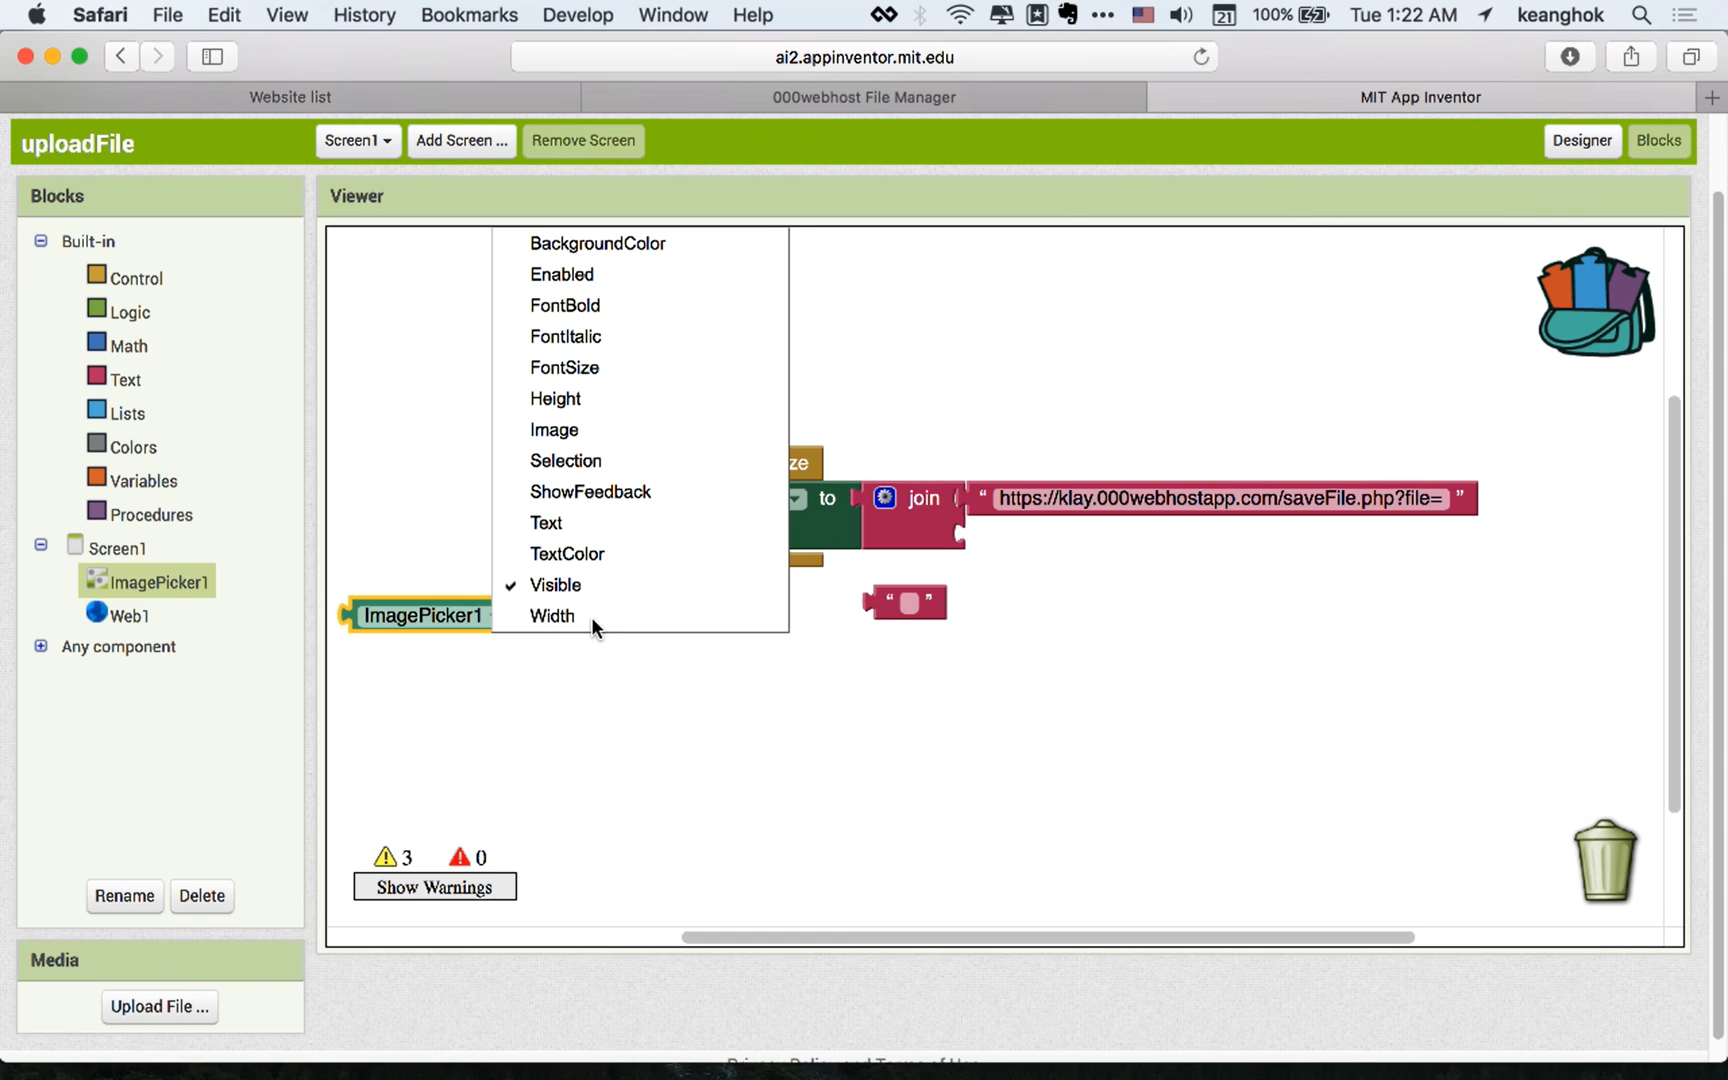 Safari File Edit View History Bookmarks Develop Window Help 21 100% Tue 1:22 AM keanghok
ai2.appinventor.mit.edu
Website list 000webhost File Manager MIT App Inventor +
uploadFile Screen1 Add Screen ... Remove Screen Designer Blocks
Blocks
Viewer
Built-in
Control
Logic
Math
Text
Lists
Colors
Variables
Procedures
Screen1
ImagePicker1
Web1
Any component
Rename Delete
Media
Upload File ...
BackgroundColor
Enabled
FontBold
FontItalic
FontSize
Height
Image
Selection
ShowFeedback
Text
TextColor
Visible
Width
ze
to join “ https://klay.000webhostapp.com/saveFile.php?file= ”
“ ”
ImagePicker1
3 0
Show Warnings